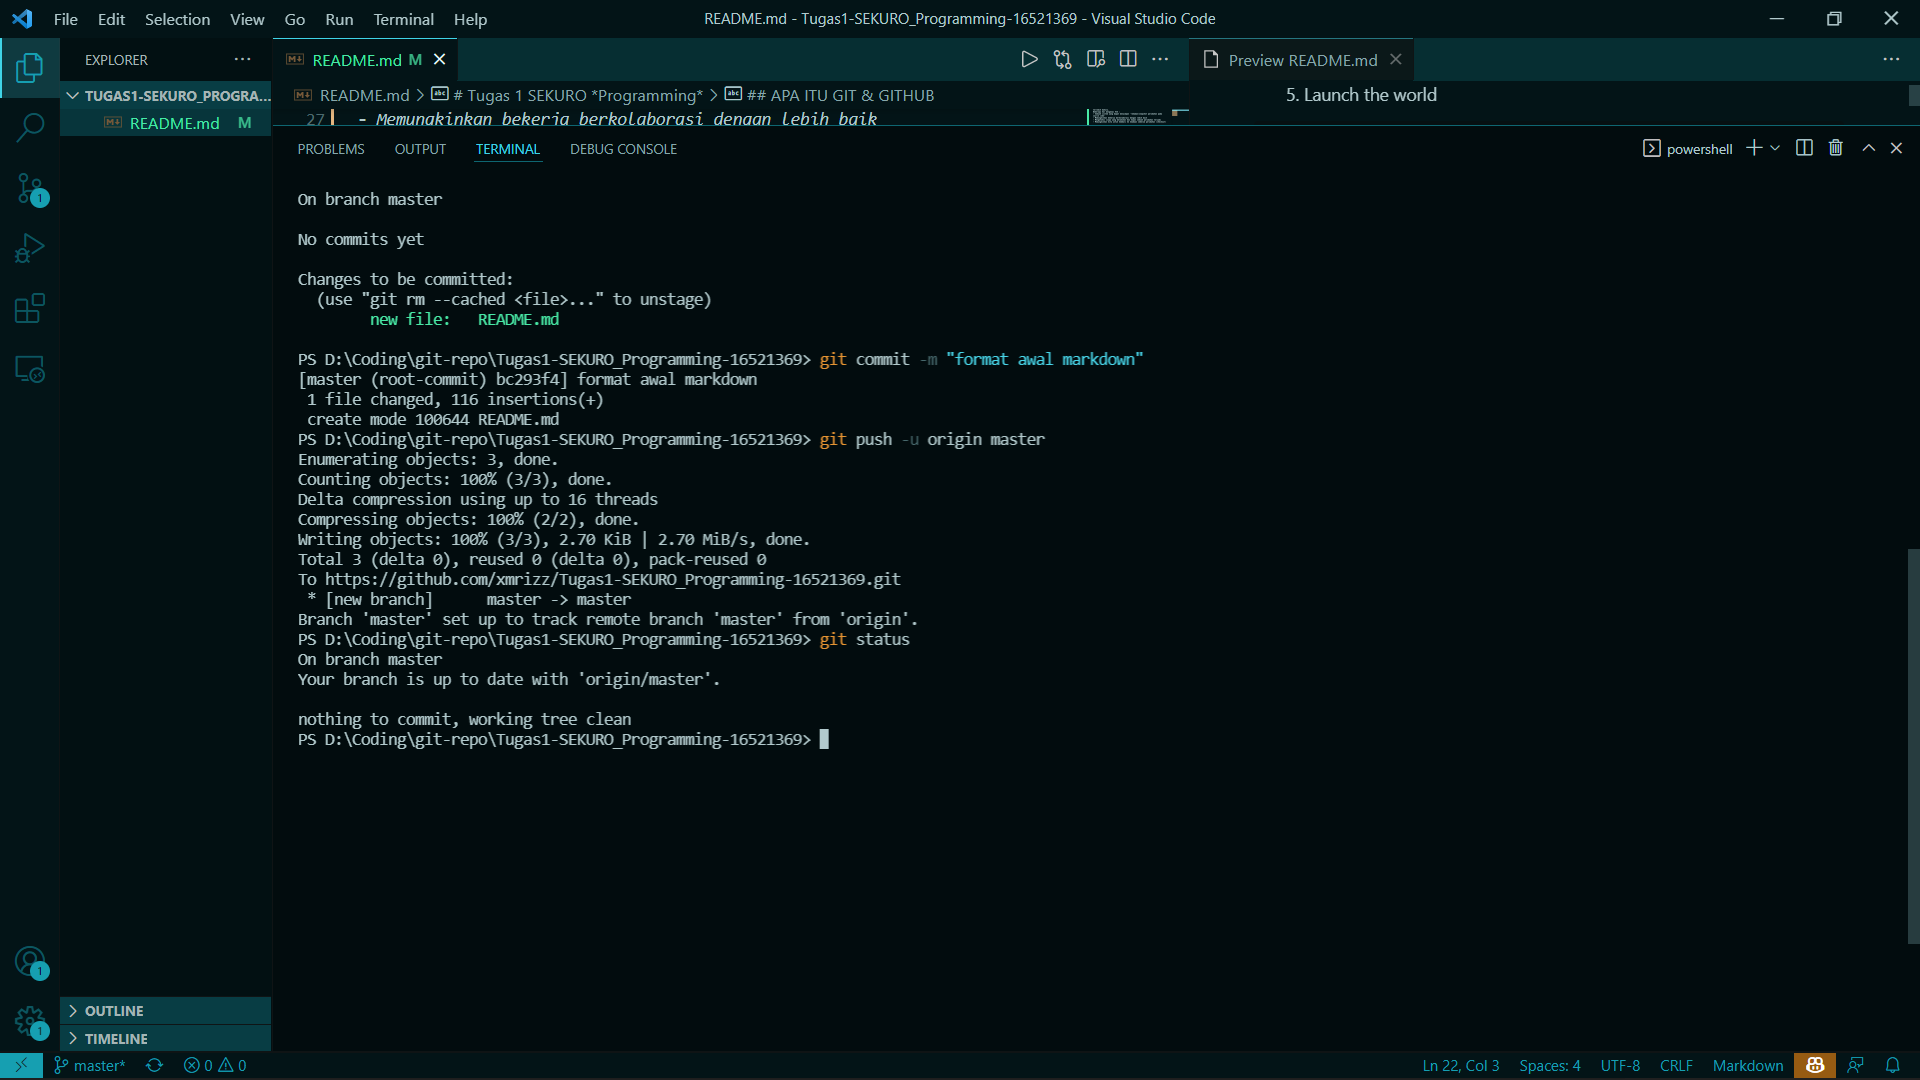 File Edit Selection View Go Run Terminal Help
README.md - Tugas1-SEKURO_Programming-16521369 - Visual Studio Code
EXPLORER
README.md M
Preview README.md
TUGAS1-SEKURO_PROGRA...
README.md > # Tugas 1 SEKURO *Programming* > ## APA ITU GIT & GITHUB
5. Launch the world
README.md M
27 - Memungkinkan bekerja berkolaborasi dengan lebih baik
PROBLEMS OUTPUT TERMINAL DEBUG CONSOLE
powershell
On branch master
No commits yet
Changes to be committed:
(use "git rm --cached <file>..." to unstage)
new file: README.md
PS D:\Coding\git-repo\Tugas1-SEKURO_Programming-16521369> git commit -m "format awal markdown"
[master (root-commit) bc293f4] format awal markdown
1 file changed, 116 insertions(+)
create mode 100644 README.md
PS D:\Coding\git-repo\Tugas1-SEKURO_Programming-16521369> git push -u origin master
Enumerating objects: 3, done.
Counting objects: 100% (3/3), done.
Delta compression using up to 16 threads
Compressing objects: 100% (2/2), done.
Writing objects: 100% (3/3), 2.70 KiB | 2.70 MiB/s, done.
Total 3 (delta 0), reused 0 (delta 0), pack-reused 0
To https://github.com/xmrizz/Tugas1-SEKURO_Programming-16521369.git
* [new branch] master -> master
Branch 'master' set up to track remote branch 'master' from 'origin'.
PS D:\Coding\git-repo\Tugas1-SEKURO_Programming-16521369> git status
On branch master
Your branch is up to date with 'origin/master'.
nothing to commit, working tree clean
PS D:\Coding\git-repo\Tugas1-SEKURO_Programming-16521369>
1
1
1
OUTLINE
TIMELINE
master* 0 0
Ln 22, Col 3 Spaces: 4 UTF-8 CRLF Markdown